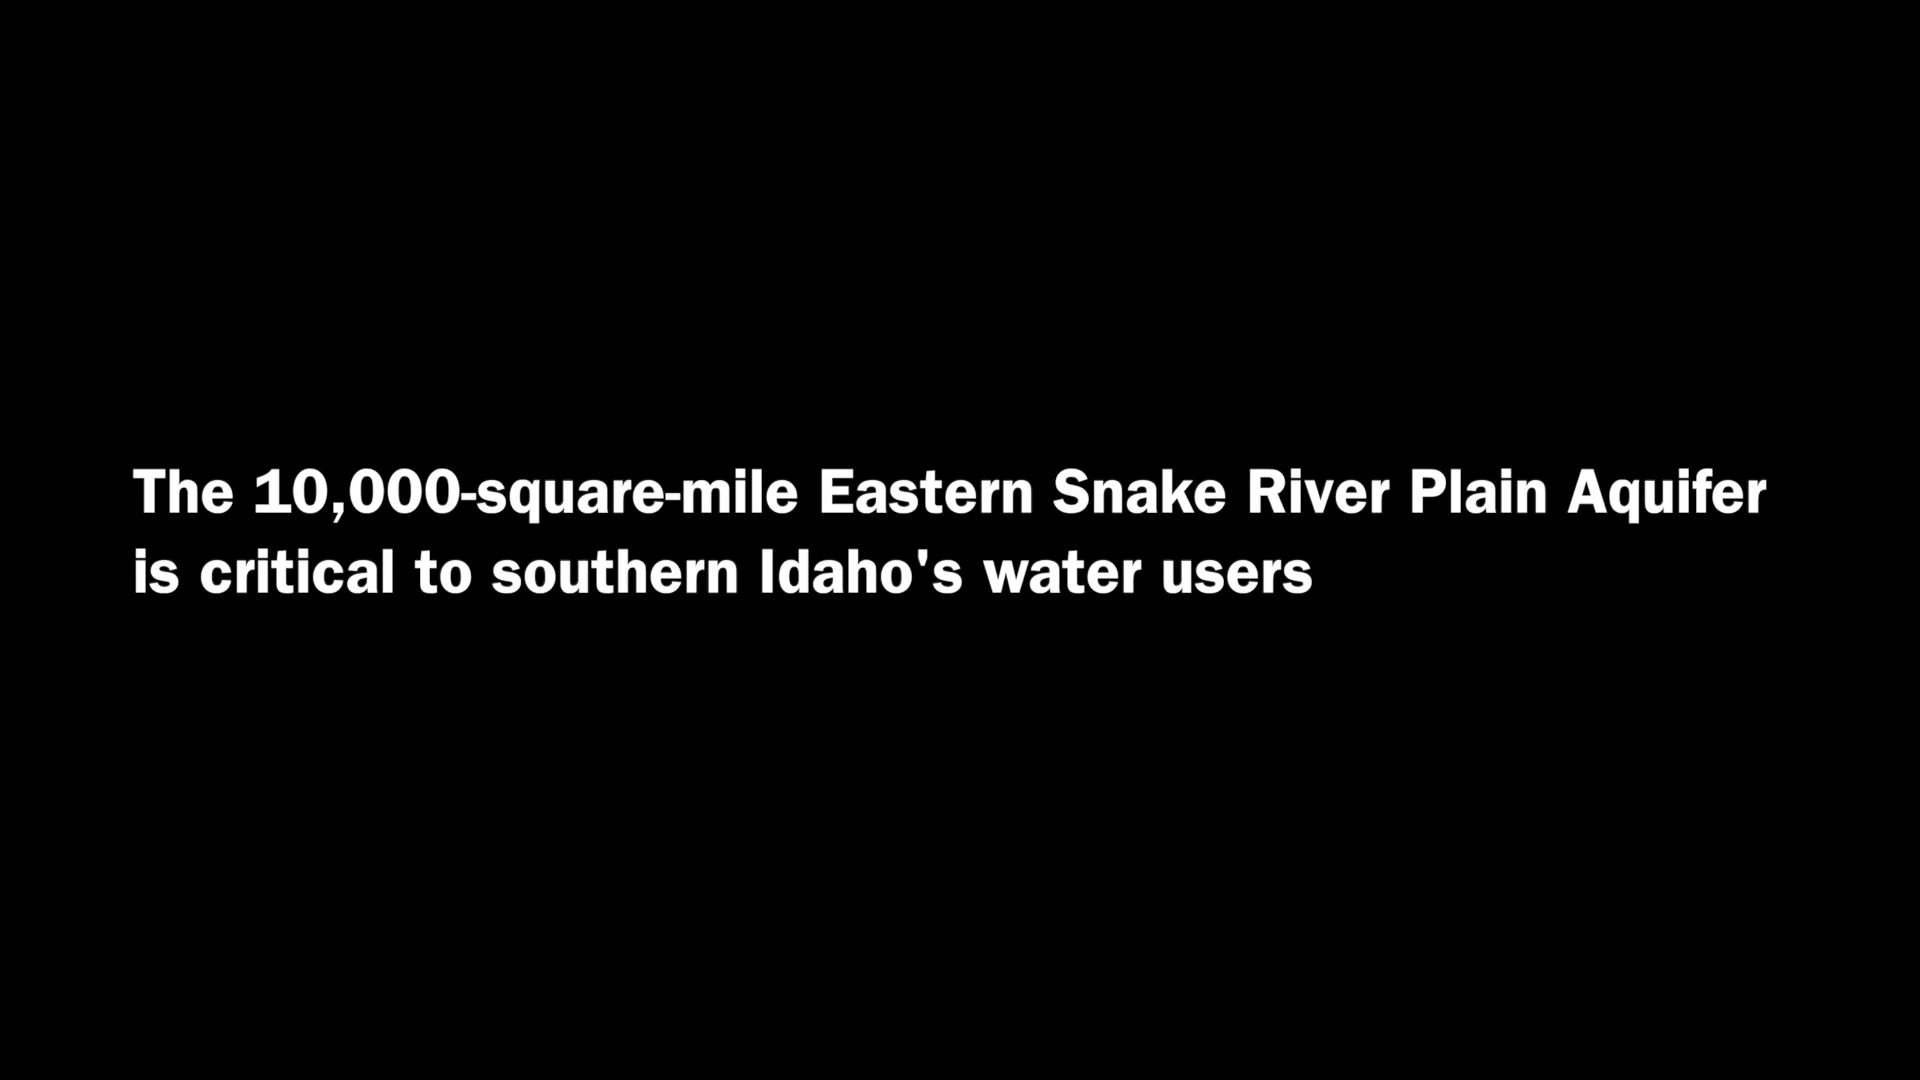 The 10,000-square-mile Eastern Snake River Plain Aquifer
is critical to southern Idaho's water users